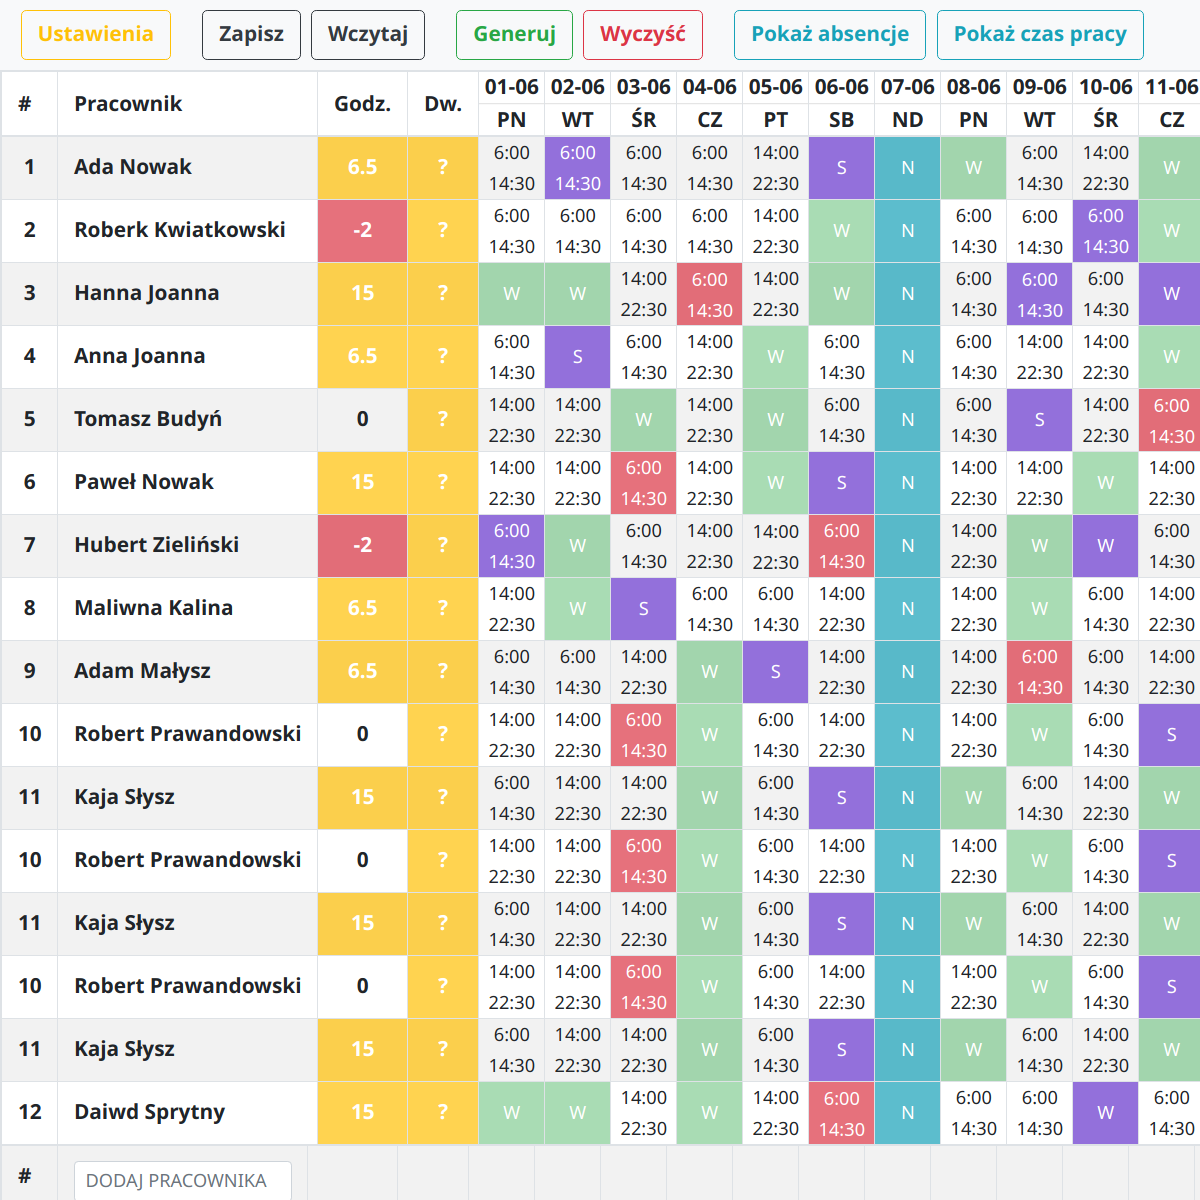 Ustawienia Zapisz Wczytaj Generuj Wyczyść Pokaż absencje Pokaż czas pracy
# Pracownik Godz. Dw. 01-06 02-06 03-06 04-06 05-06 06-06 07-06 08-06 09-06 10-06 11-06
PN WT ŚR CZ PT SB ND PN WT ŚR CZ
1 Ada Nowak 6.5 ? 6:00 6:00 6:00 6:00 14:00 S N W 6:00 14:00 W
14:30 14:30 14:30 14:30 22:30 14:30 22:30
2 Roberk Kwiatkowski -2 ? 6:00 6:00 6:00 6:00 14:00 W N 6:00 6:00 6:00 W
14:30 14:30 14:30 14:30 22:30 14:30 14:30 14:30
3 Hanna Joanna 15 ? W W 14:00 6:00 14:00 W N 6:00 6:00 6:00 W
22:30 14:30 22:30 14:30 14:30 14:30
4 Anna Joanna 6.5 ? 6:00 S 6:00 14:00 W 6:00 N 6:00 14:00 14:00 W
14:30 14:30 22:30 14:30 14:30 22:30 22:30
5 Tomasz Budyń 0 ? 14:00 14:00 W 14:00 W 6:00 N 6:00 S 14:00 6:00
22:30 22:30 22:30 14:30 14:30 22:30 14:30
6 Paweł Nowak 15 ? 14:00 14:00 6:00 14:00 W S N 14:00 14:00 W 14:00
22:30 22:30 14:30 22:30 22:30 22:30 22:30
7 Hubert Zieliński -2 ? 6:00 W 6:00 14:00 14:00 6:00 N 14:00 W W 6:00
14:30 14:30 22:30 22:30 14:30 22:30 14:30
8 Maliwna Kalina 6.5 ? 14:00 W S 6:00 6:00 14:00 N 14:00 W 6:00 14:00
22:30 14:30 14:30 22:30 22:30 14:30 22:30
9 Adam Małysz 6.5 ? 6:00 6:00 14:00 W S 14:00 N 14:00 6:00 6:00 14:00
14:30 14:30 22:30 22:30 22:30 14:30 14:30 22:30
10 Robert Prawandowski 0 ? 14:00 14:00 6:00 W 6:00 14:00 N 14:00 W 6:00 S
22:30 22:30 14:30 14:30 22:30 22:30 14:30
11 Kaja Słysz 15 ? 6:00 14:00 14:00 W 6:00 S N W 6:00 14:00 W
14:30 22:30 22:30 14:30 14:30 22:30
10 Robert Prawandowski 0 ? 14:00 14:00 6:00 W 6:00 14:00 N 14:00 W 6:00 S
22:30 22:30 14:30 14:30 22:30 22:30 14:30
11 Kaja Słysz 15 ? 6:00 14:00 14:00 W 6:00 S N W 6:00 14:00 W
14:30 22:30 22:30 14:30 14:30 22:30
10 Robert Prawandowski 0 ? 14:00 14:00 6:00 W 6:00 14:00 N 14:00 W 6:00 S
22:30 22:30 14:30 14:30 22:30 22:30 14:30
11 Kaja Słysz 15 ? 6:00 14:00 14:00 W 6:00 S N W 6:00 14:00 W
14:30 22:30 22:30 14:30 14:30 22:30
12 Daiwd Sprytny 15 ? W W 14:00 W 14:00 6:00 N 6:00 6:00 W 6:00
22:30 22:30 14:30 14:30 14:30 14:30
# DODAJ PRACOWNIKA